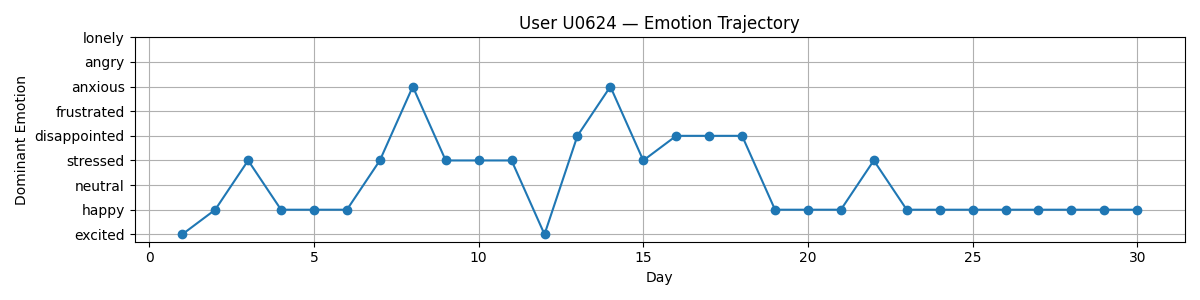 User U0624 — Emotion Trajectory
Dominant Emotion
lonely
angry
anxious
frustrated
disappointed
stressed
neutral
happy
excited
0 5 10 15 20 25 30
Day